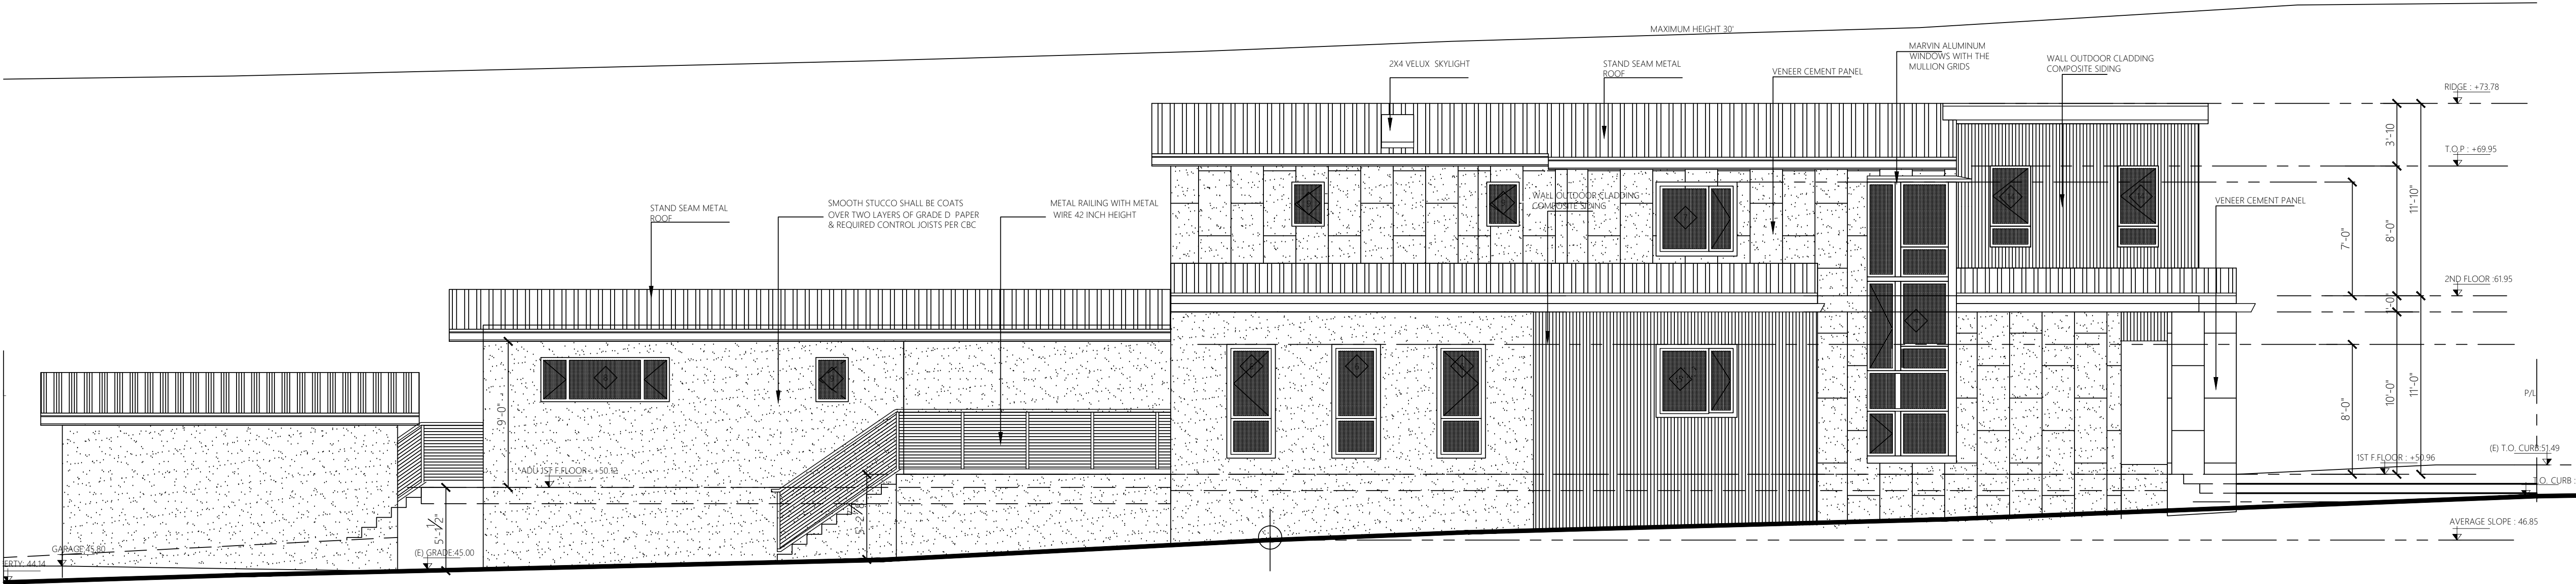 MAXIMUM HEIGHT 30'
MARVIN ALUMINUM
WINDOWS WITH THE
MULLION GRIDS
WALL OUTDOOR CLADDING
COMPOSITE SIDING
2X4 VELUX SKYLIGHT
STAND SEAM METAL
ROOF
VENEER CEMENT PANEL
RIDGE : +73.78
3'-10
T.O.P : +69.95
11'-10"
8'-0"
7'-0"
STAND SEAM METAL
ROOF
SMOOTH STUCCO SHALL BE COATS
OVER TWO LAYERS OF GRADE D PAPER
& REQUIRED CONTROL JOISTS PER CBC
METAL RAILING WITH METAL
WIRE 42 INCH HEIGHT
WALL OUTDOOR CLADDING
COMPOSITE SIDING
VENEER CEMENT PANEL
2ND FLOOR :61.95
1'-0"
9'-0"
8'-0"
10'-0"
11'-0"
P/L
(E) T.O. CURB:51.49
1ST F.FLOOR : +50.96
T.O. CURB :
ADU 1ST F.FLOOR : +50.12
AVERAGE SLOPE : 46.85
GARAGE:45.80
(E) GRADE:45.00
ERTY: 44.14